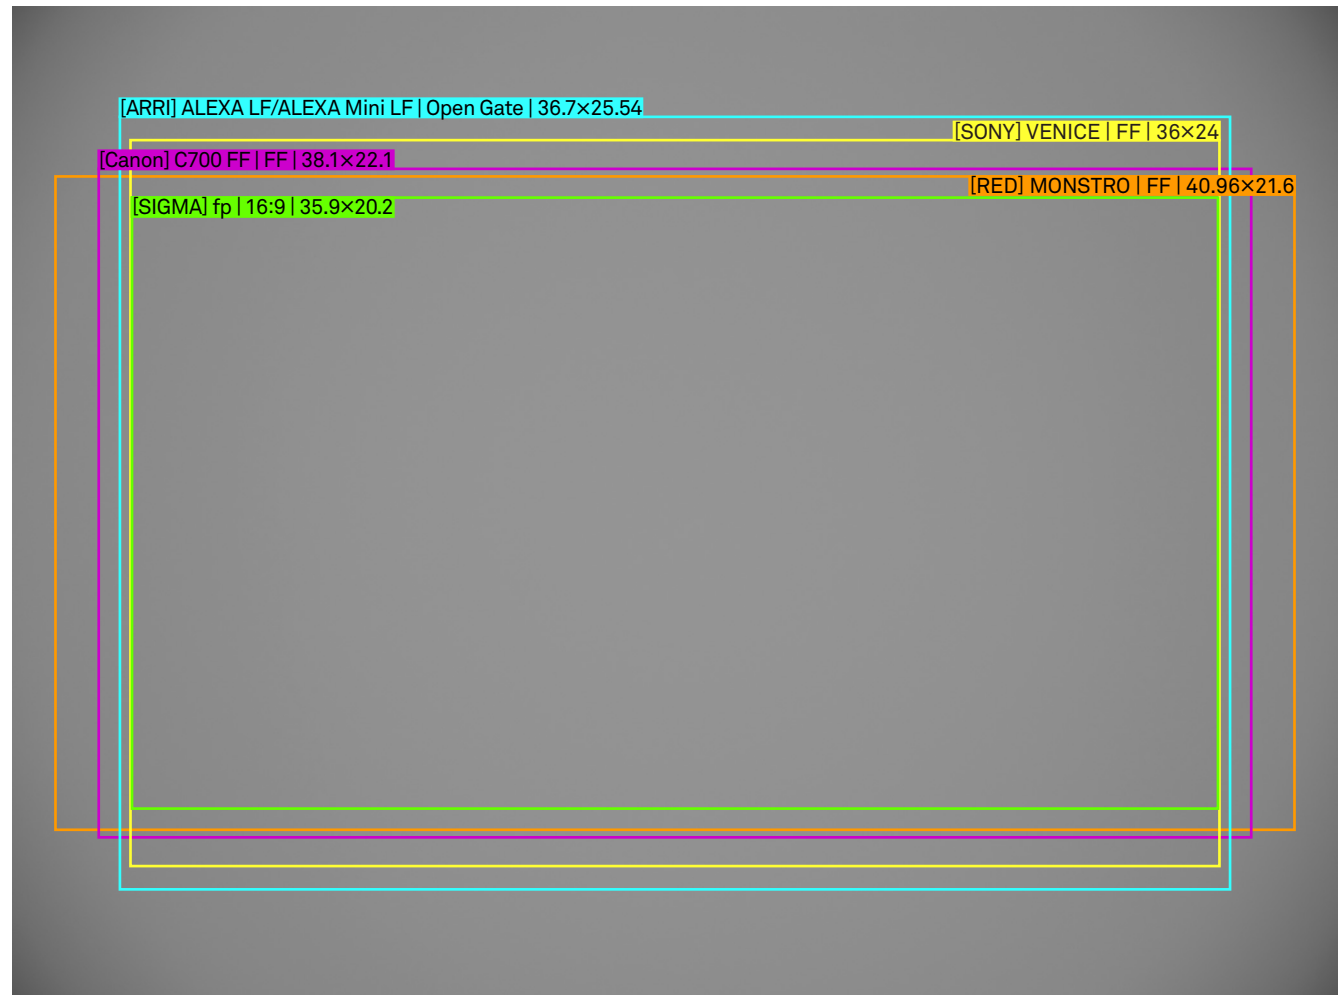 [ARRI] ALEXA LF/ALEXA Mini LF | Open Gate | 36.7×25.54
[SONY] VENICE | FF | 36×24
[Canon] C700 FF | FF | 38.1×22.1
[RED] MONSTRO | FF | 40.96×21.6
[SIGMA] fp | 16:9 | 35.9×20.2